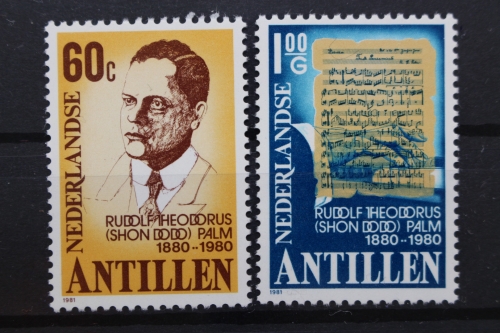 60c
NEDERLANDSE
RUDOLF THEODORUS
(SHON DODO) PALM
1880--1980
ANTILLEN
1981
1.00
G
NEDERLANDSE
RUDOLF THEODORUS
(SHON DODO) PALM
1880--1980
ANTILLEN
1981